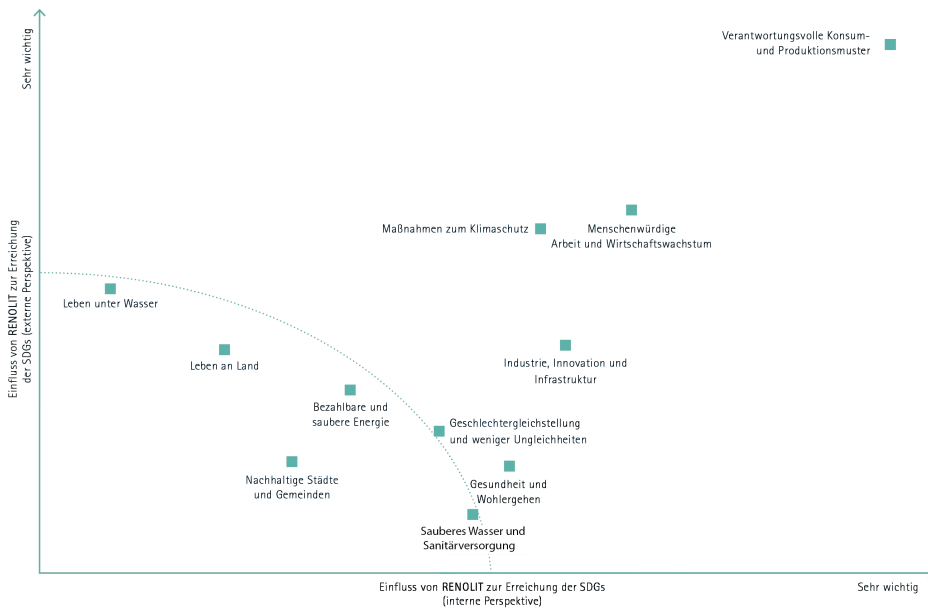 Sehr wichtig
Einfluss von RENOLIT zur Erreichung
der SDGs (externe Perspektive)
Verantwortungsvolle Konsum-
und Produktionsmuster
Maßnahmen zum Klimaschutz
Menschenwürdige
Arbeit und Wirtschaftswachstum
Leben unter Wasser
Leben an Land
Industrie, Innovation und
Infrastruktur
Bezahlbare und
saubere Energie
Geschlechtergleichstellung
und weniger Ungleichheiten
Nachhaltige Städte
und Gemeinden
Gesundheit und
Wohlergehen
Sauberes Wasser und
Sanitärversorgung
Einfluss von RENOLIT zur Erreichung der SDGs
(interne Perspektive)
Sehr wichtig